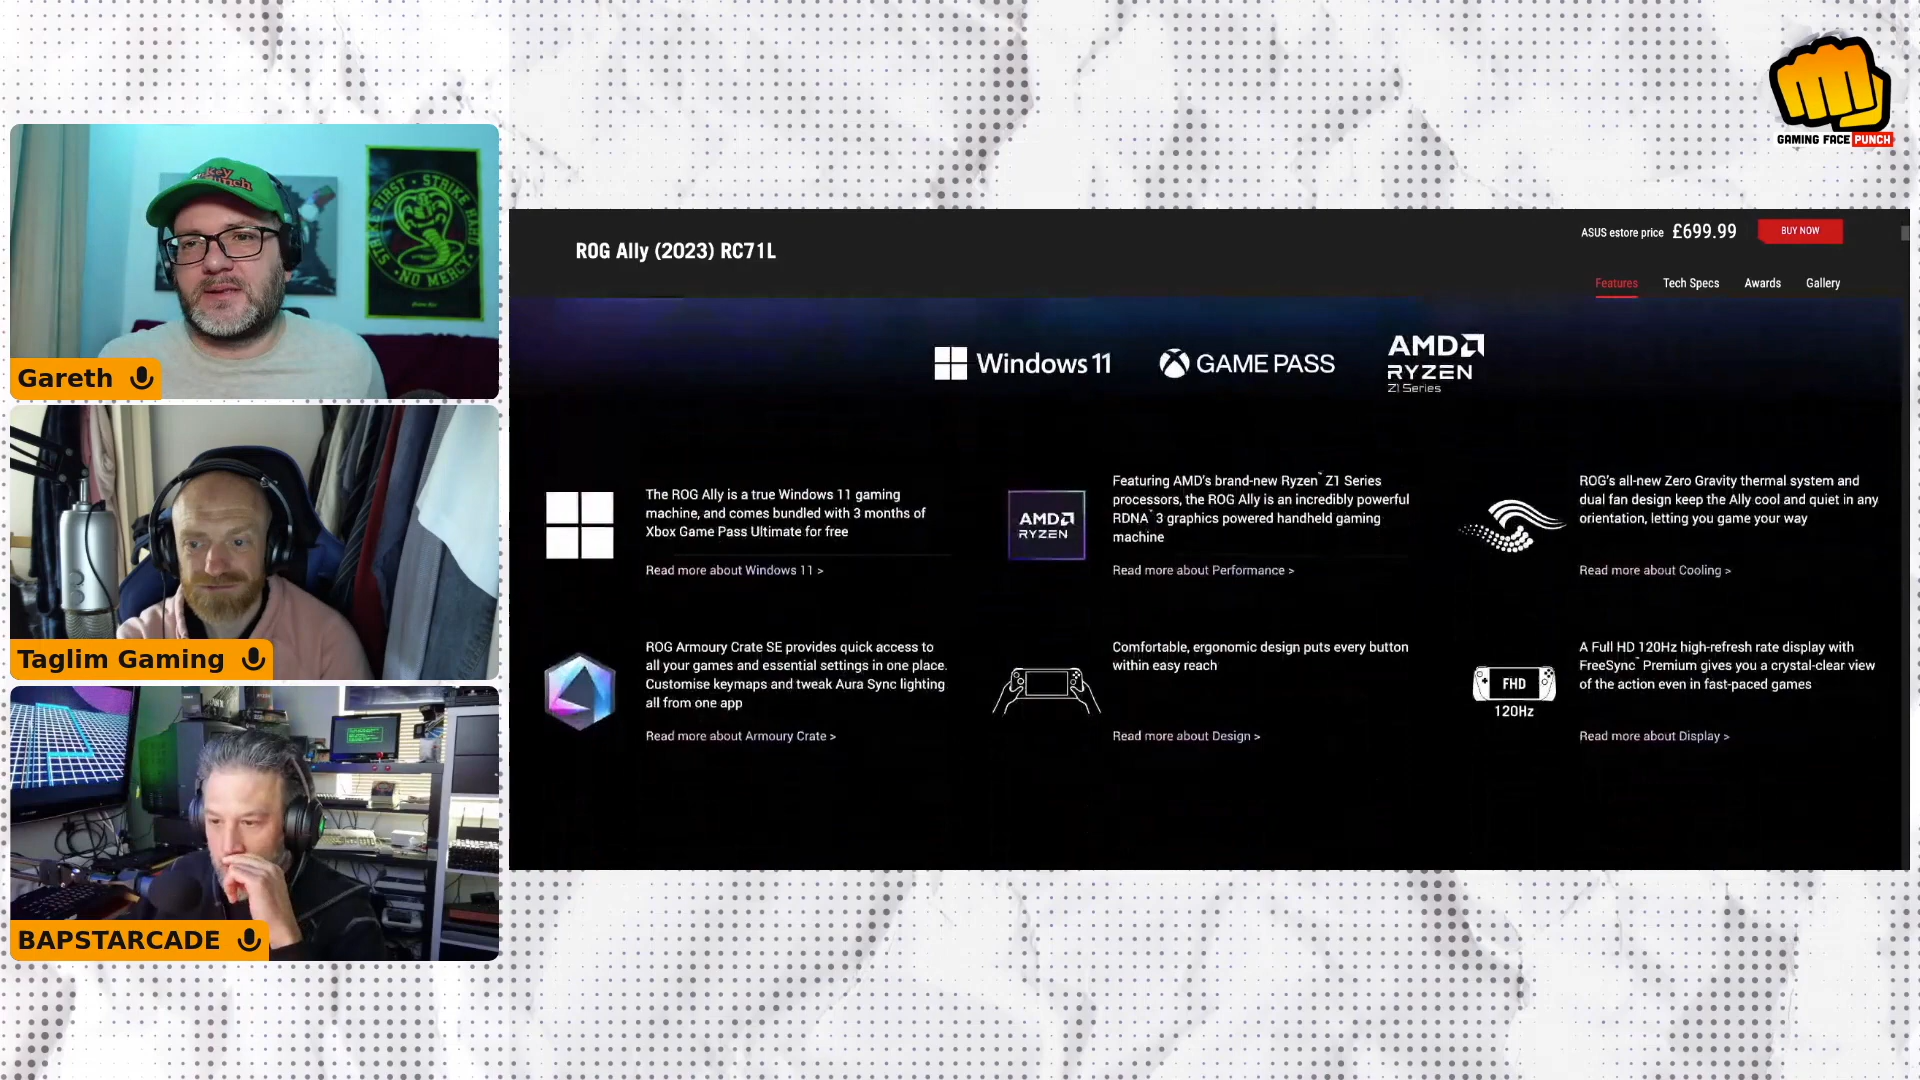 GAMING FACE PUNCH
STRIKE FIRST · STRIKE HARD
· NO MERCY ·
Gareth
Taglim Gaming
BAPSTARCADE
ROG Ally (2023) RC71L
ASUS estore price £699.99 BUY NOW
Features Tech Specs Awards Gallery
Windows 11 GAME PASS AMD
RYZEN
Z1 Series
The ROG Ally is a true Windows 11 gaming
machine, and comes bundled with 3 months of
Xbox Game Pass Ultimate for free
Read more about Windows 11 >
AMD
RYZEN
Featuring AMD's brand-new Ryzen™ Z1 Series
processors, the ROG Ally is an incredibly powerful
RDNA™ 3 graphics powered handheld gaming
machine
Read more about Performance >
ROG's all-new Zero Gravity thermal system and
dual fan design keep the Ally cool and quiet in any
orientation, letting you game your way
Read more about Cooling >
ROG Armoury Crate SE provides quick access to
all your games and essential settings in one place.
Customise keymaps and tweak Aura Sync lighting
all from one app
Read more about Armoury Crate >
Comfortable, ergonomic design puts every button
within easy reach
Read more about Design >
FHD
120Hz
A Full HD 120Hz high-refresh rate display with
FreeSync™ Premium gives you a crystal-clear view
of the action even in fast-paced games
Read more about Display >